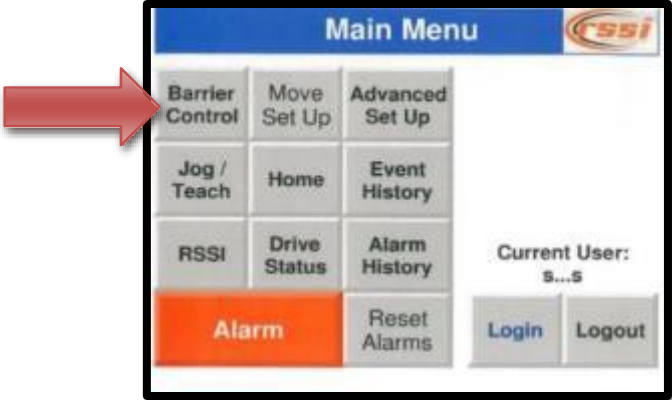 Main Menu
rssi
Barrier
Control
Move
Set Up
Advanced
Set Up
Jog /
Teach
Home
Event
History
RSSI
Drive
Status
Alarm
History
Current User:
s...s
Alarm
Reset
Alarms
Login
Logout